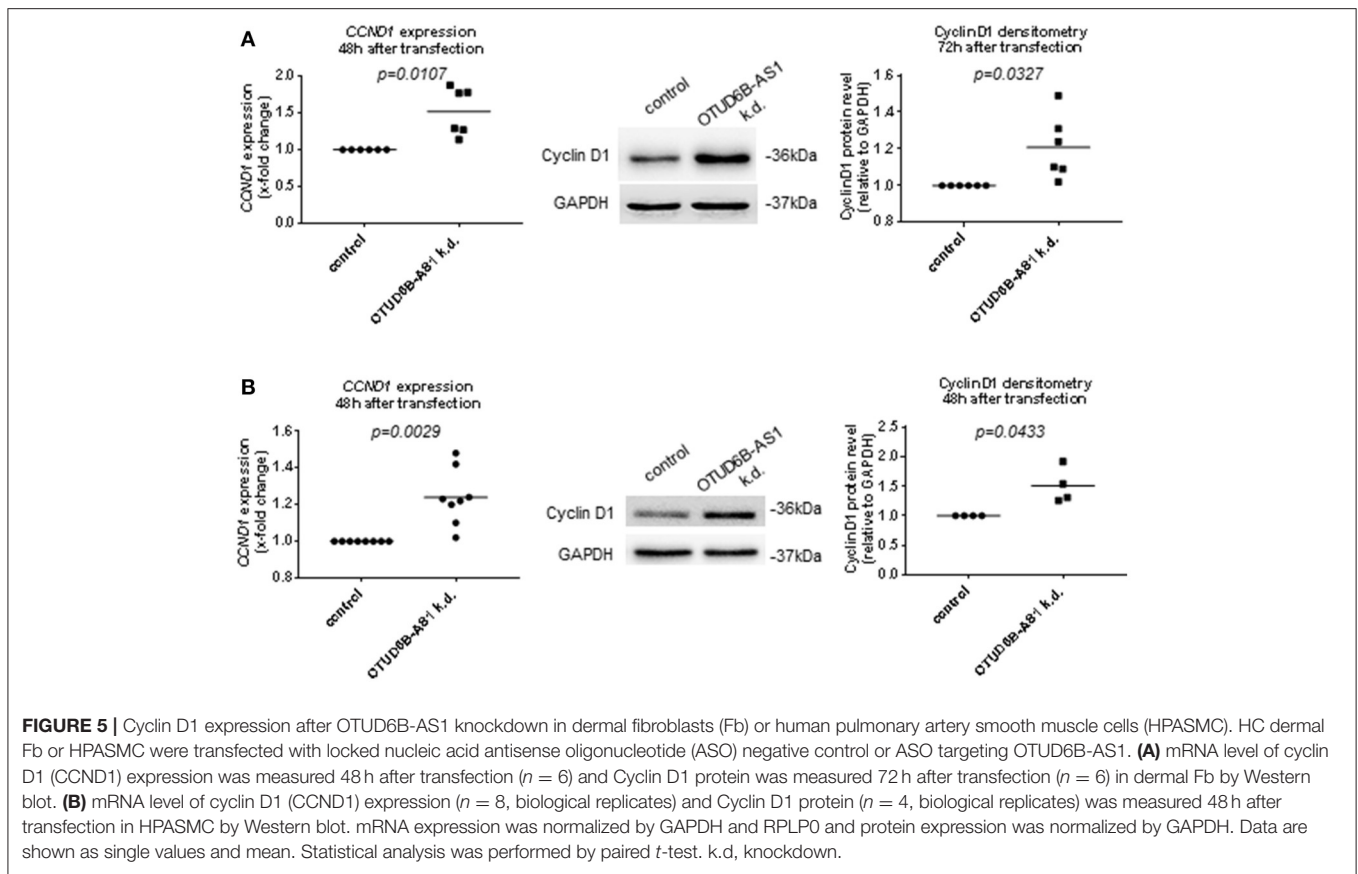 A
CCND1 expression
48h after transfection
p=0.0107
CCND1 expression
(x-fold change)
2.0
1.5
1.0
0.5
0.0
control
OTUD6B-AS1 k.d.
control
OTUD6B-AS1
k.d.
Cyclin D1
-36kDa
GAPDH
-37kDa
CyclinD1 densitometry
72h after transfection
p=0.0327
CyclinD1 protein revel
(relative to GAPDH)
1.6
1.4
1.2
1.0
0.8
control
OTUD6B-AS1 k.d.
B
CCND1 expression
48h after transfection
p=0.0029
CCND1 expression
(x-fold change)
1.6
1.4
1.2
1.0
0.8
control
OTUD6B-AS1 k.d.
control
OTUD6B-AS1
k.d.
Cyclin D1
-36kDa
GAPDH
-37kDa
CyclinD1 densitometry
48h after transfection
p=0.0433
CyclinD1 protein revel
(relative to GAPDH)
2.5
2.0
1.5
1.0
0.5
0.0
control
OTUD6B-AS1 k.d.
FIGURE 5 | Cyclin D1 expression after OTUD6B-AS1 knockdown in dermal fibroblasts (Fb) or human pulmonary artery smooth muscle cells (HPASMC). HC dermal
Fb or HPASMC were transfected with locked nucleic acid antisense oligonucleotide (ASO) negative control or ASO targeting OTUD6B-AS1. (A) mRNA level of cyclin
D1 (CCND1) expression was measured 48 h after transfection (n = 6) and Cyclin D1 protein was measured 72 h after transfection (n = 6) in dermal Fb by Western
blot. (B) mRNA level of cyclin D1 (CCND1) expression (n = 8, biological replicates) and Cyclin D1 protein (n = 4, biological replicates) was measured 48 h after
transfection in HPASMC by Western blot. mRNA expression was normalized by GAPDH and RPLP0 and protein expression was normalized by GAPDH. Data are
shown as single values and mean. Statistical analysis was performed by paired t-test. k.d, knockdown.